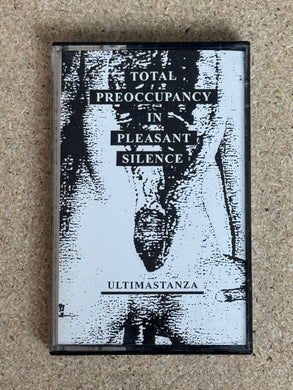 TOTAL
PREOCCUPANCY
IN
PLEASANT
SILENCE
ULTIMASTANZA